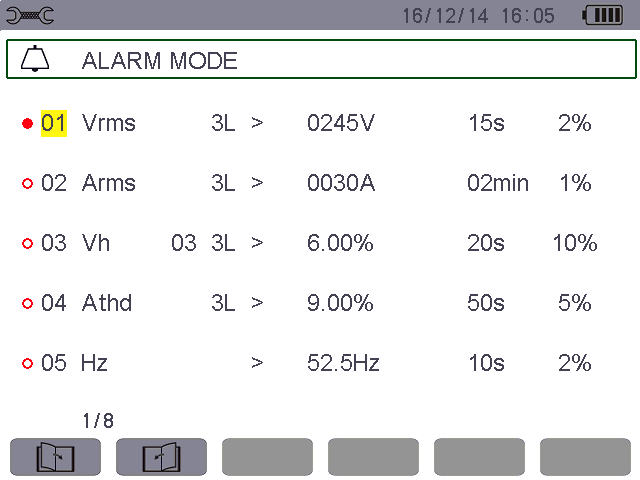 16/12/14 16:05
ALARM MODE
01 Vrms 3L > 0245V 15s 2%
02 Arms 3L > 0030A 02min 1%
03 Vh 03 3L > 6.00% 20s 10%
04 Athd 3L > 9.00% 50s 5%
05 Hz > 52.5Hz 10s 2%
1/8